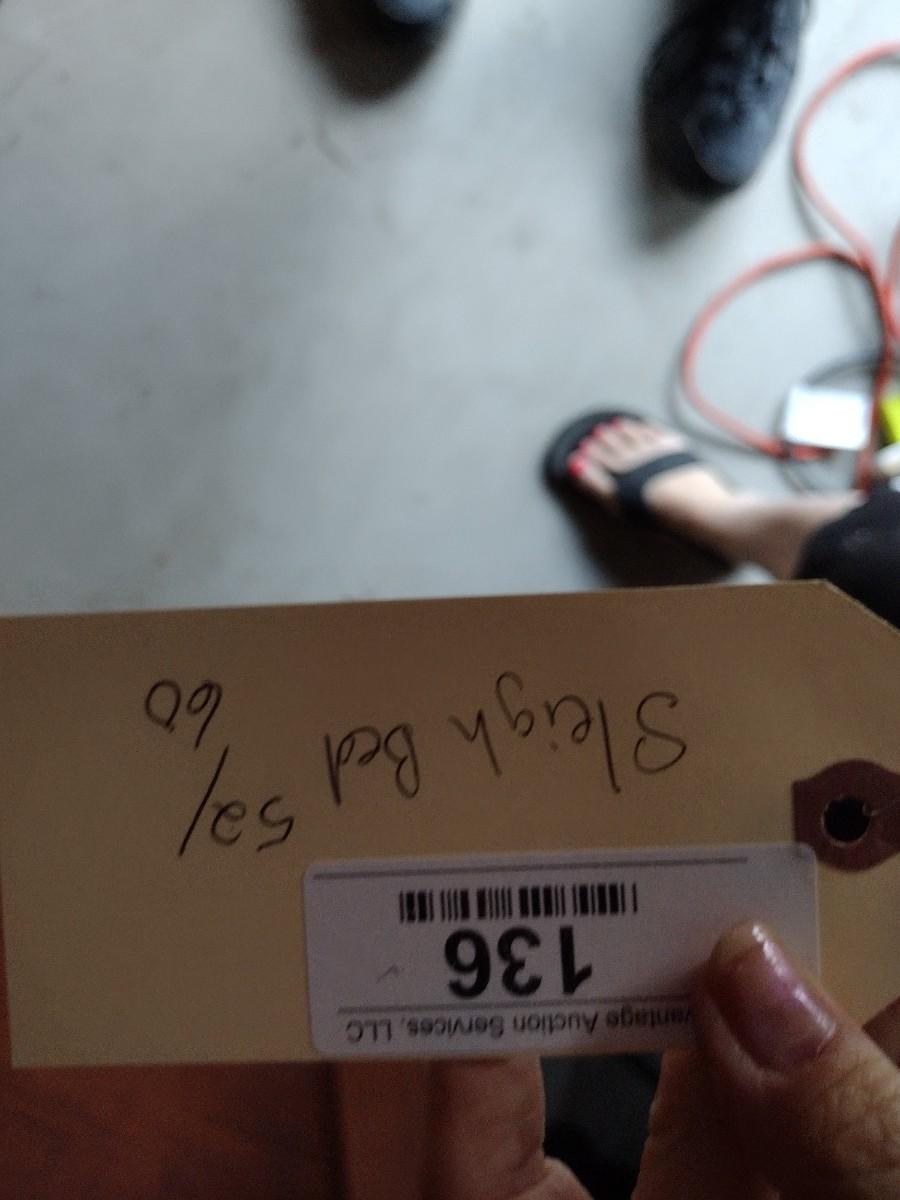 vantage Auction Services, LLC
136
Sleigh Bed 52/60